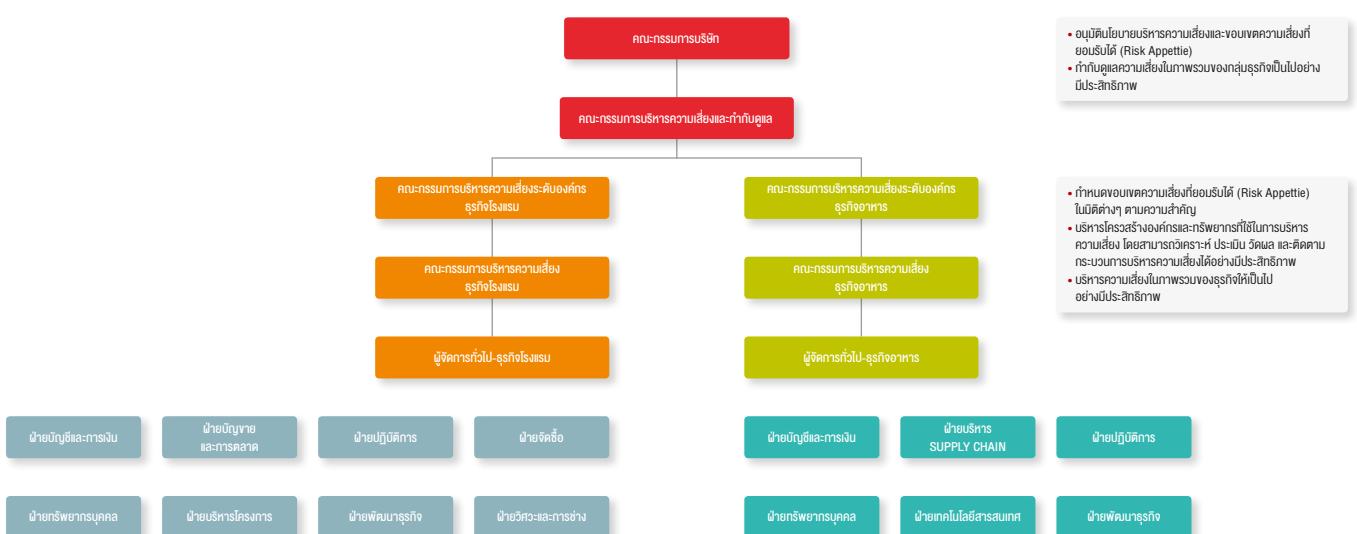 คณะกรรมการบริษัท
• อนุมัตินโยบายบริหารความเสี่ยงและขอบเขตความเสี่ยงที่
ยอมรับได้ (Risk Appettie)
• กำกับดูแลความเสี่ยงในภาพรวมของกลุ่มธุรกิจเป็นไปอย่าง
มีประสิทธิภาพ
คณะกรรมการบริหารความเสี่ยงและกำกับดูแล
คณะกรรมการบริหารความเสี่ยงระดับองค์กร
ธุรกิจโรงแรม
คณะกรรมการบริหารความเสี่ยงระดับองค์กร
ธุรกิจอาหาร
• กำหนดขอบเขตความเสี่ยงที่ยอมรับได้ (Risk Appettie)
ในมิติต่างๆ ตามความสำคัญ
• บริหารโครวสร้างองค์กรและทรัพยากรที่ใช้ในการบริหาร
ความเสี่ยง โดยสามารถวิเคราะห์ ประเมิน วัดผล และติดตาม
กระบวนการบริหารความเสี่ยงได้อย่างมีประสิทธิภาพ
• บริหารความเสี่ยงในภาพรวมของธุรกิจให้เป็นไป
อย่างมีประสิทธิภาพ
คณะกรรมการบริหารความเสี่ยง
ธุรกิจโรงแรม
คณะกรรมการบริหารความเสี่ยง
ธุรกิจอาหาร
ผู้จัดการทั่วไป-ธุรกิจโรงแรม
ผู้จัดการทั่วไป-ธุรกิจอาหาร
ฝ่ายบัญชีและการเงิน
ฝ่ายบัญขาย
และการตลาด
ฝ่ายปฏิบัติการ
ฝ่ายจัดซื้อ
ฝ่ายบัญชีและการเงิน
ฝ่ายบริหาร
SUPPLY CHAIN
ฝ่ายปฏิบัติการ
ฝ่ายทรัพยากรบุคคล
ฝ่ายบริหารโครงการ
ฝ่ายพัฒนาธุรกิจ
ฝ่ายวิศวะและการช่าง
ฝ่ายทรัพยากรบุคคล
ฝ่ายเทคโนโลยีสารสนเทศ
ฝ่ายพัฒนาธุรกิจ